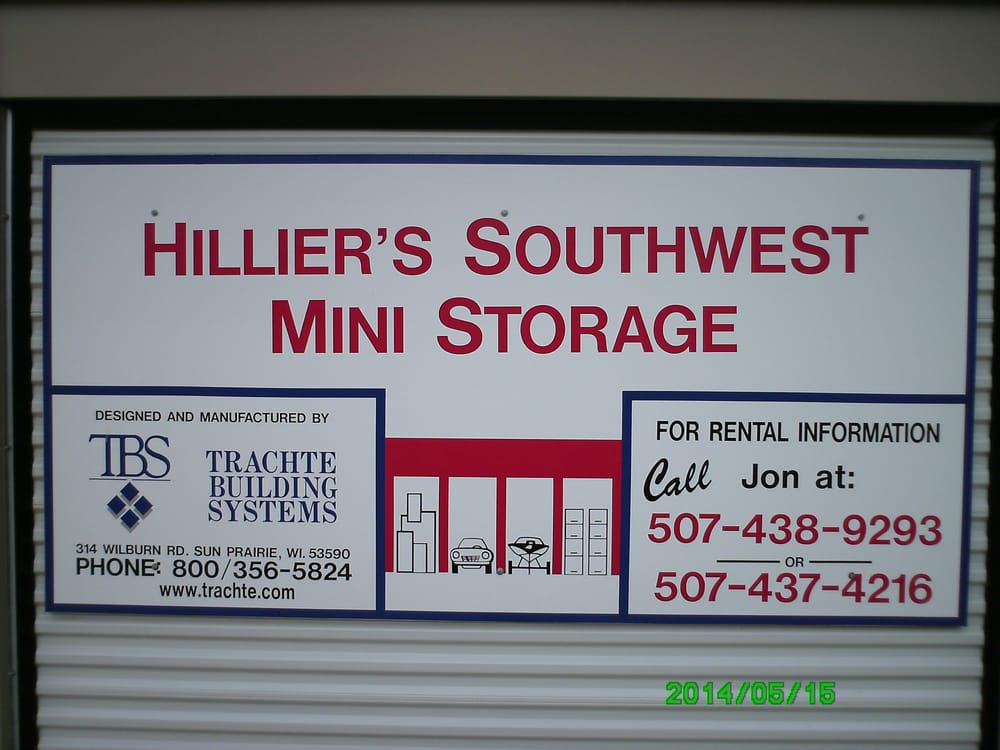 HILLIER'S SOUTHWEST
MINI STORAGE
DESIGNED AND MANUFACTURED BY
TBS
TRACHTE
BUILDING
SYSTEMS
314 WILBURN RD. SUN PRAIRIE, WI. 53590
PHONE: 800/356-5824
www.trachte.com
FOR RENTAL INFORMATION
Call Jon at:
507-438-9293
OR
507-437-4216
2014/05/15